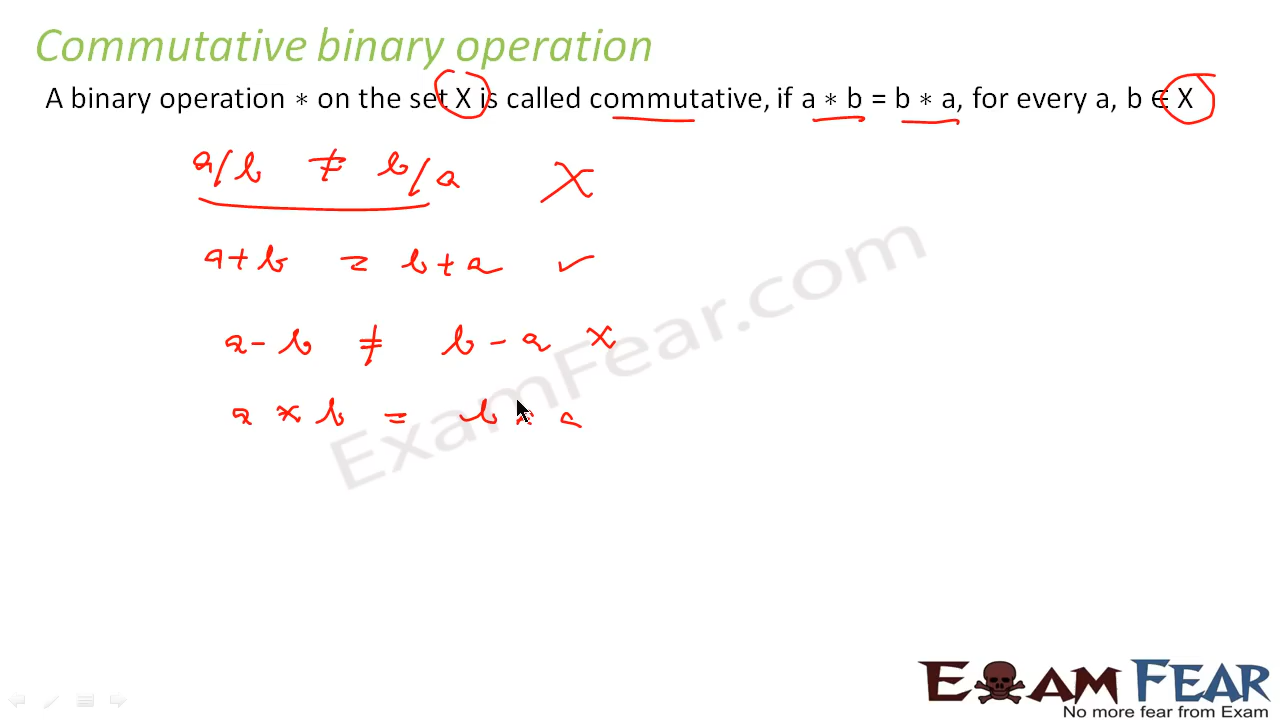 Commutative binary operation
A binary operation ∗ on the set X is called commutative, if a ∗ b = b ∗ a, for every a, b ∈ X
a/b ≠ b/a X
a+b = b+a ✓
a - b ≠ b - a x
a × b = b × a
ExamFear.com
EXAM FEAR
No more fear from Exam